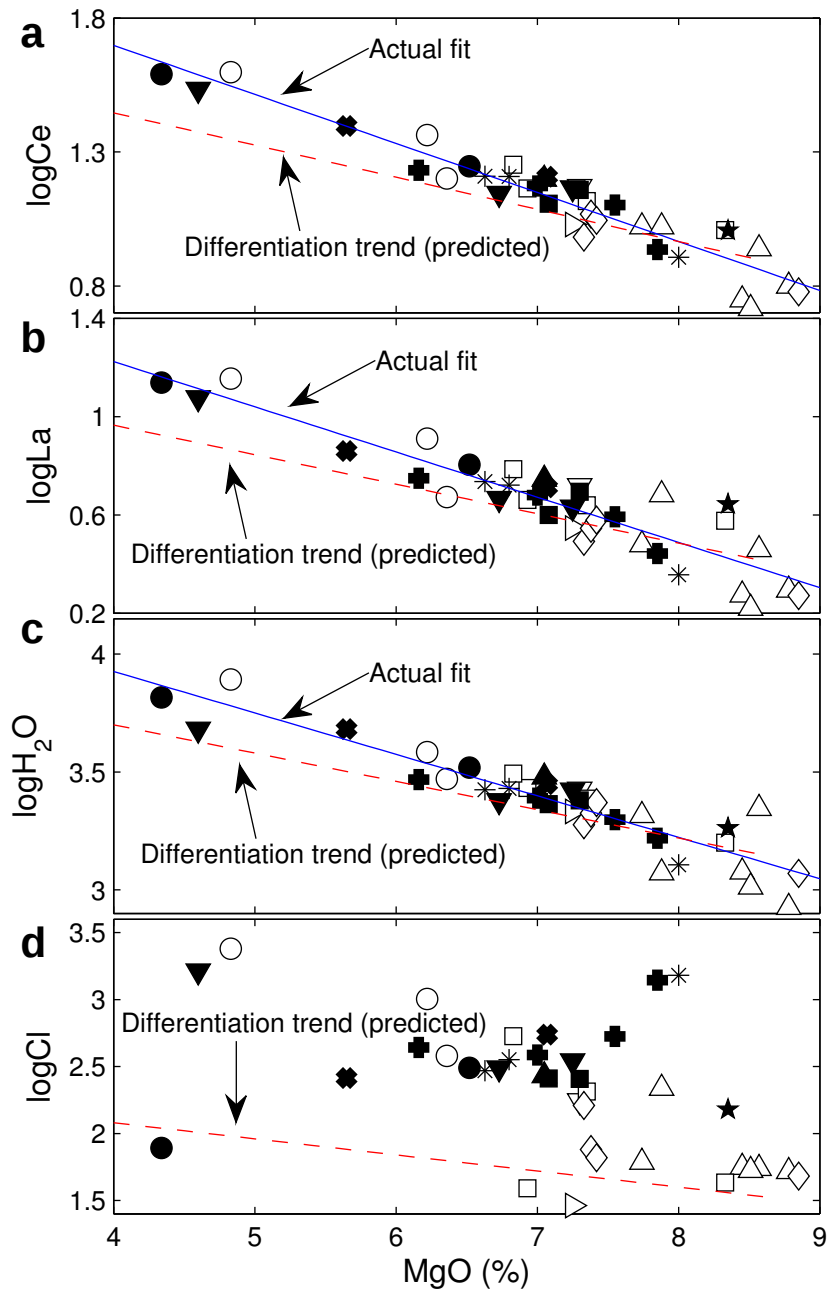 a
1.8
1.3
0.8
logCe
Actual fit
Differentiation trend (predicted)
b
1.4
1
0.6
0.2
logLa
Actual fit
Differentiation trend (predicted)
c
4
3.5
3
logH₂O
Actual fit
Differentiation trend (predicted)
d
3.5
3
2.5
2
1.5
logCl
Differentiation trend (predicted)
4 5 6 7 8 9
MgO (%)